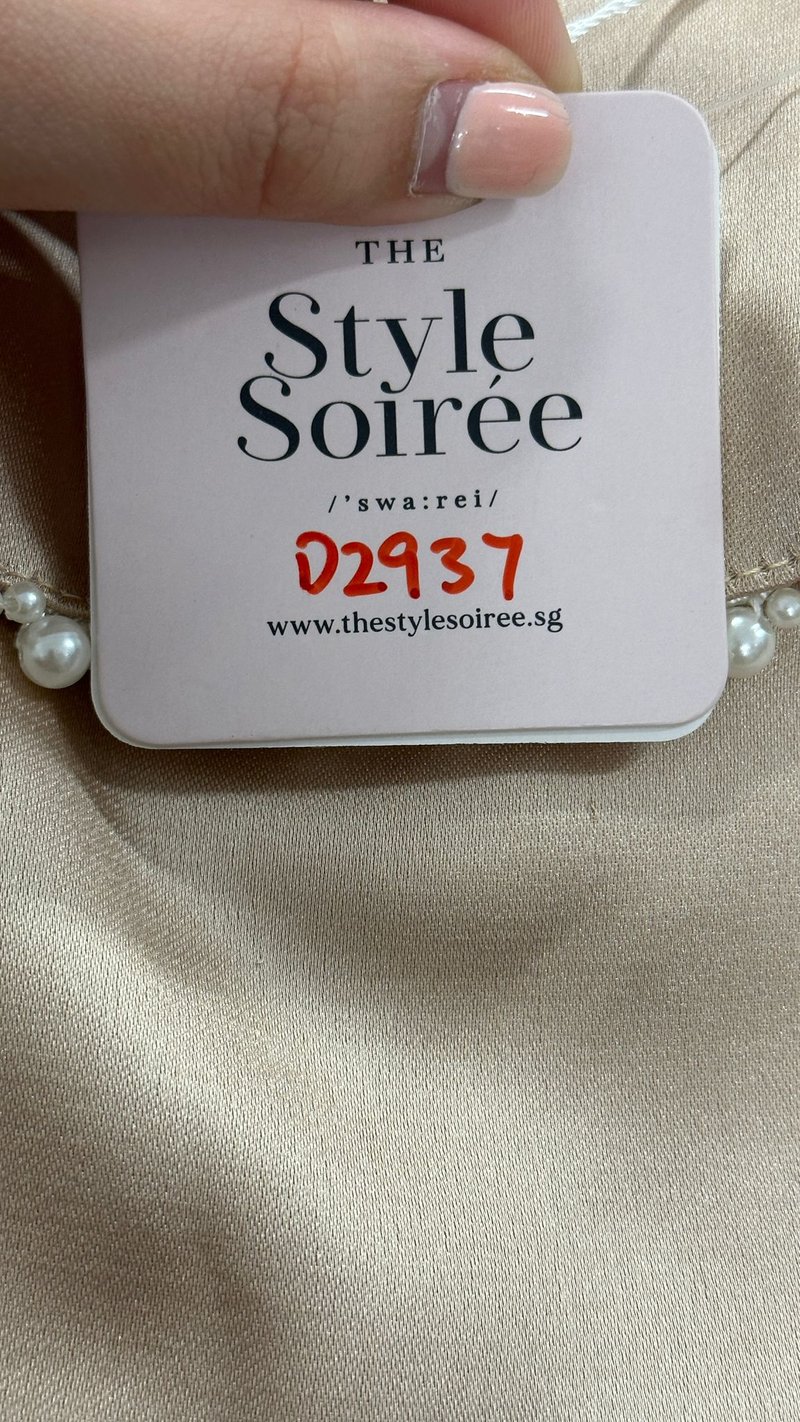 THE
Style
Soirée
/'swa:rei/
D2937
www.thestylesoiree.sg